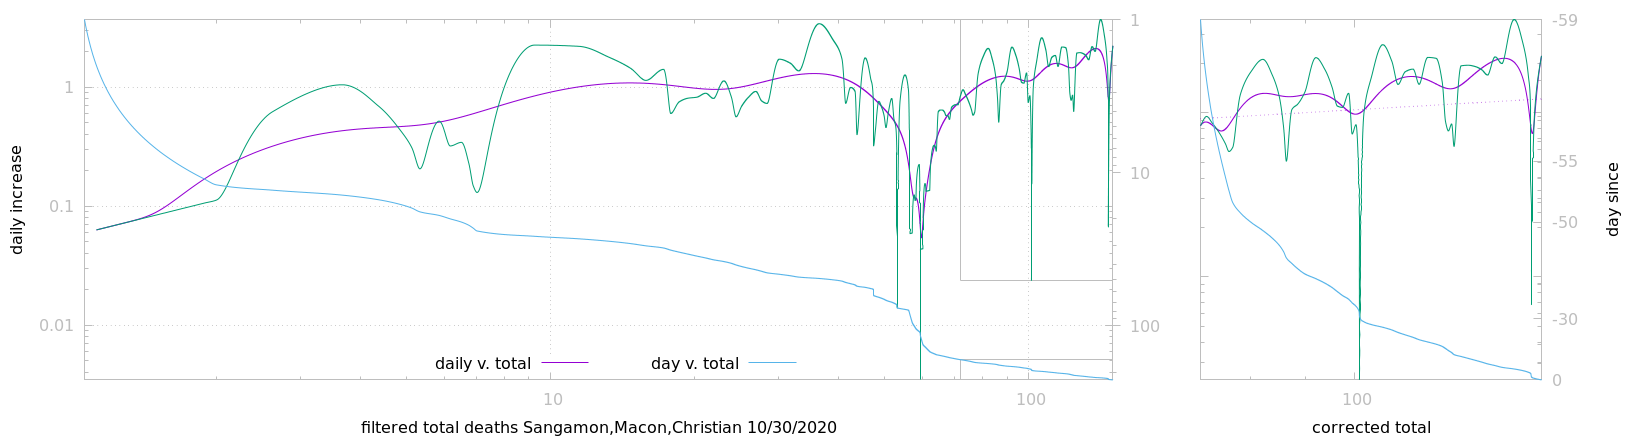 1
0.1
0.01
daily increase
daily v. total
day v. total
10
100
filtered total deaths Sangamon,Macon,Christian 10/30/2020
1
10
100
-59
-55
-50
-30
0
day since
100
corrected total